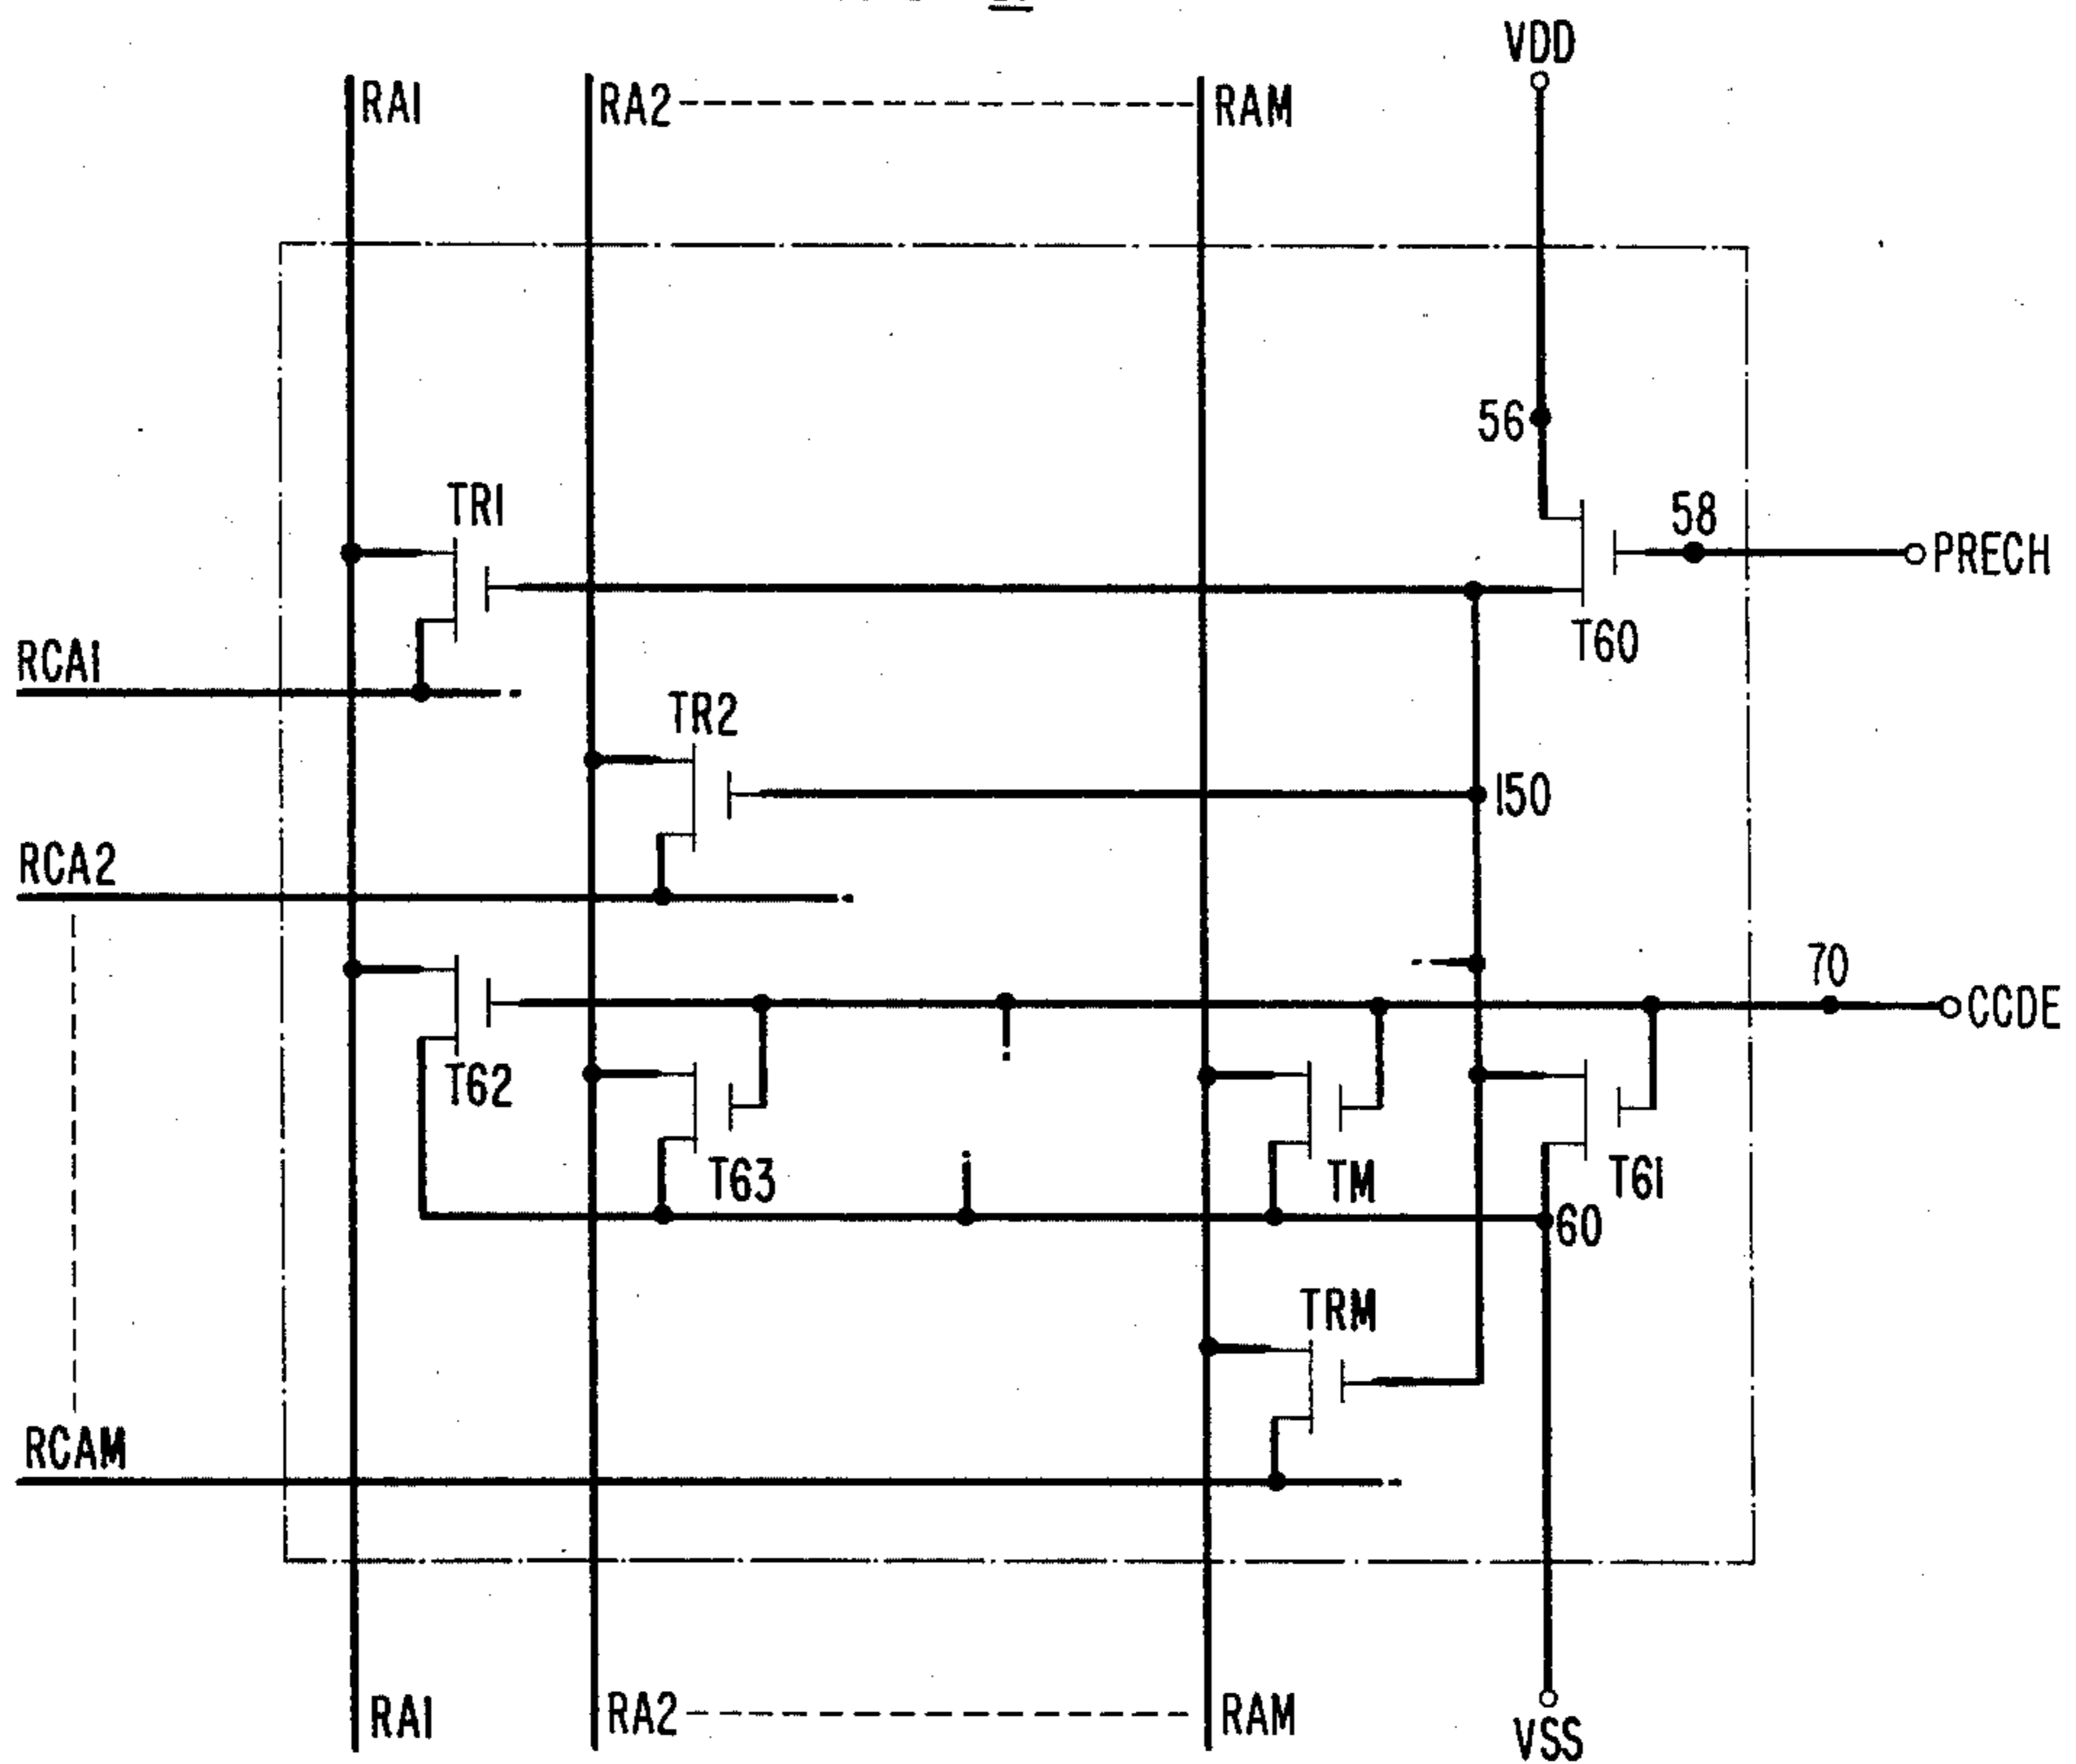 VDD
RA1 RA2 RAM
56
TR1 58
PRECH
T60
RCA1
TR2
150
RCA2
70
CCDE
T62
T63 TM T61
60
TRM
RCAM
RA1 RA2 RAM
VSS